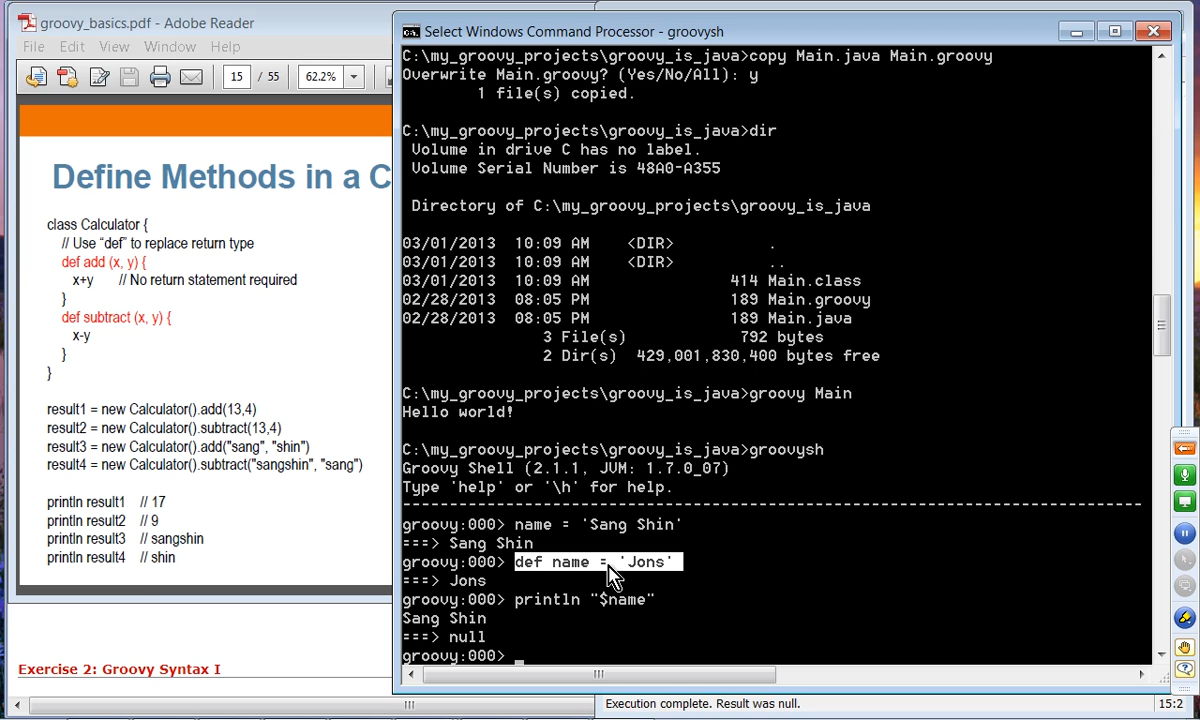 groovy_basics.pdf - Adobe Reader
File Edit View Window Help
15 / 55 62.2%
Define Methods in a C
class Calculator {
// Use “def” to replace return type
def add (x, y) {
x+y // No return statement required
}
def subtract (x, y) {
x-y
}
}
result1 = new Calculator().add(13,4)
result2 = new Calculator().subtract(13,4)
result3 = new Calculator().add("sang", "shin")
result4 = new Calculator().subtract("sangshin", "sang")
println result1 // 17
println result2 // 9
println result3 // sangshin
println result4 // shin
Exercise 2: Groovy Syntax I
Select Windows Command Processor - groovysh
C:\my_groovy_projects\groovy_is_java>copy Main.java Main.groovy
Overwrite Main.groovy? (Yes/No/All): y
1 file(s) copied.
C:\my_groovy_projects\groovy_is_java>dir
Volume in drive C has no label.
Volume Serial Number is 48A0-A355
Directory of C:\my_groovy_projects\groovy_is_java
03/01/2013 10:09 AM <DIR> .
03/01/2013 10:09 AM <DIR> ..
03/01/2013 10:09 AM 414 Main.class
02/28/2013 08:05 PM 189 Main.groovy
02/28/2013 08:05 PM 189 Main.java
3 File(s) 792 bytes
2 Dir(s) 429,001,830,400 bytes free
C:\my_groovy_projects\groovy_is_java>groovy Main
Hello world!
C:\my_groovy_projects\groovy_is_java>groovysh
Groovy Shell (2.1.1, JVM: 1.7.0_07)
Type 'help' or '\h' for help.
-------------------------------------------------------------------------------
groovy:000> name = 'Sang Shin'
===> Sang Shin
groovy:000> def name = 'Jons'
===> Jons
groovy:000> println "$name"
Sang Shin
===> null
groovy:000> _
Execution complete. Result was null.
15:2